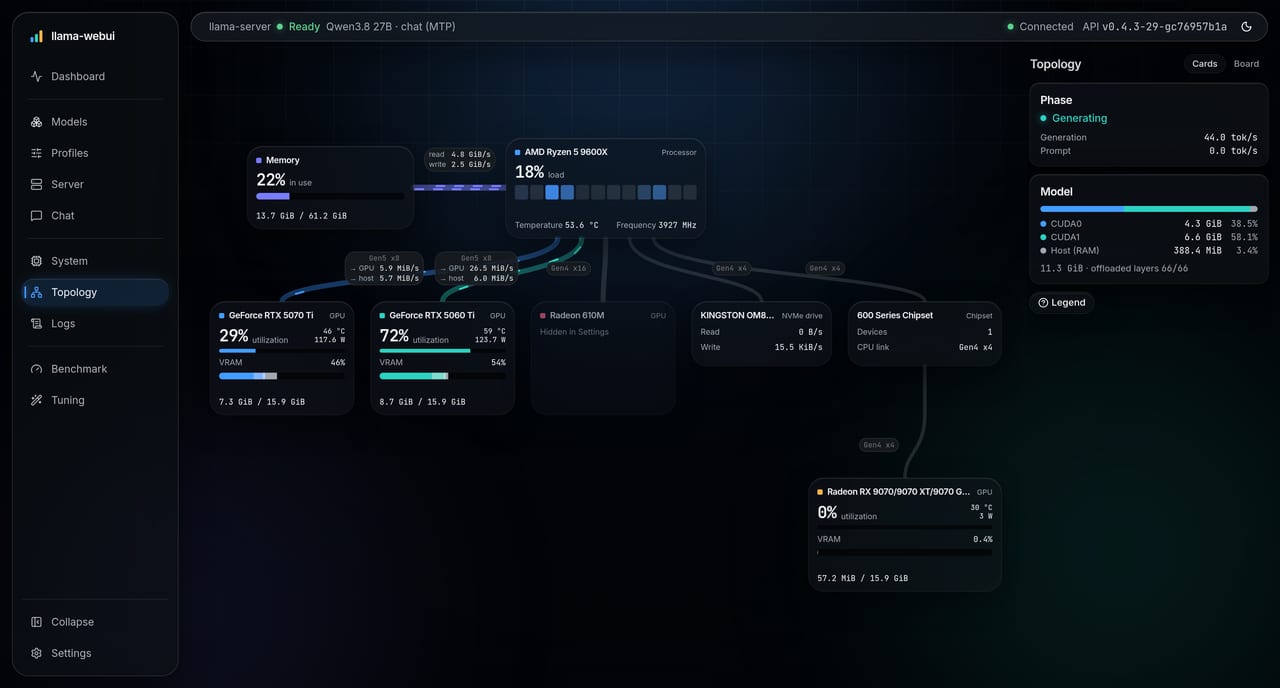 llama-webui
Dashboard
Models
Profiles
Server
Chat
System
Topology
Logs
Benchmark
Tuning
Collapse
Settings
llama-server Ready Qwen3.8 27B · chat (MTP)
Connected API v0.4.3-29-gc76957b1a
Memory
22% in use
13.7 GiB / 61.2 GiB
read 4.8 GiB/s
write 2.5 GiB/s
AMD Ryzen 5 9600X Processor
18% load
Temperature 53.6 °C Frequency 3927 MHz
Gen5 x8
→ GPU 5.9 MiB/s
→ host 5.7 MiB/s
Gen5 x8
→ GPU 26.5 MiB/s
→ host 6.0 MiB/s
Gen4 x16
Gen4 x4
Gen4 x4
GeForce RTX 5070 Ti GPU
29% utilization 46 °C
117.6 W
VRAM 46%
7.3 GiB / 15.9 GiB
GeForce RTX 5060 Ti GPU
72% utilization 59 °C
123.7 W
VRAM 54%
8.7 GiB / 15.9 GiB
Radeon 610M GPU
Hidden in Settings
KINGSTON OM8... NVMe drive
Read 0 B/s
Write 15.5 KiB/s
600 Series Chipset Chipset
Devices 1
CPU link Gen4 x4
Gen4 x4
Radeon RX 9070/9070 XT/9070 G... GPU
0% utilization 30 °C
3 W
VRAM 0.4%
57.2 MiB / 15.9 GiB
Topology Cards Board
Phase
Generating
Generation 44.0 tok/s
Prompt 0.0 tok/s
Model
CUDA0 4.3 GiB 38.5%
CUDA1 6.6 GiB 58.1%
Host (RAM) 388.4 MiB 3.4%
11.3 GiB · offloaded layers 66/66
Legend